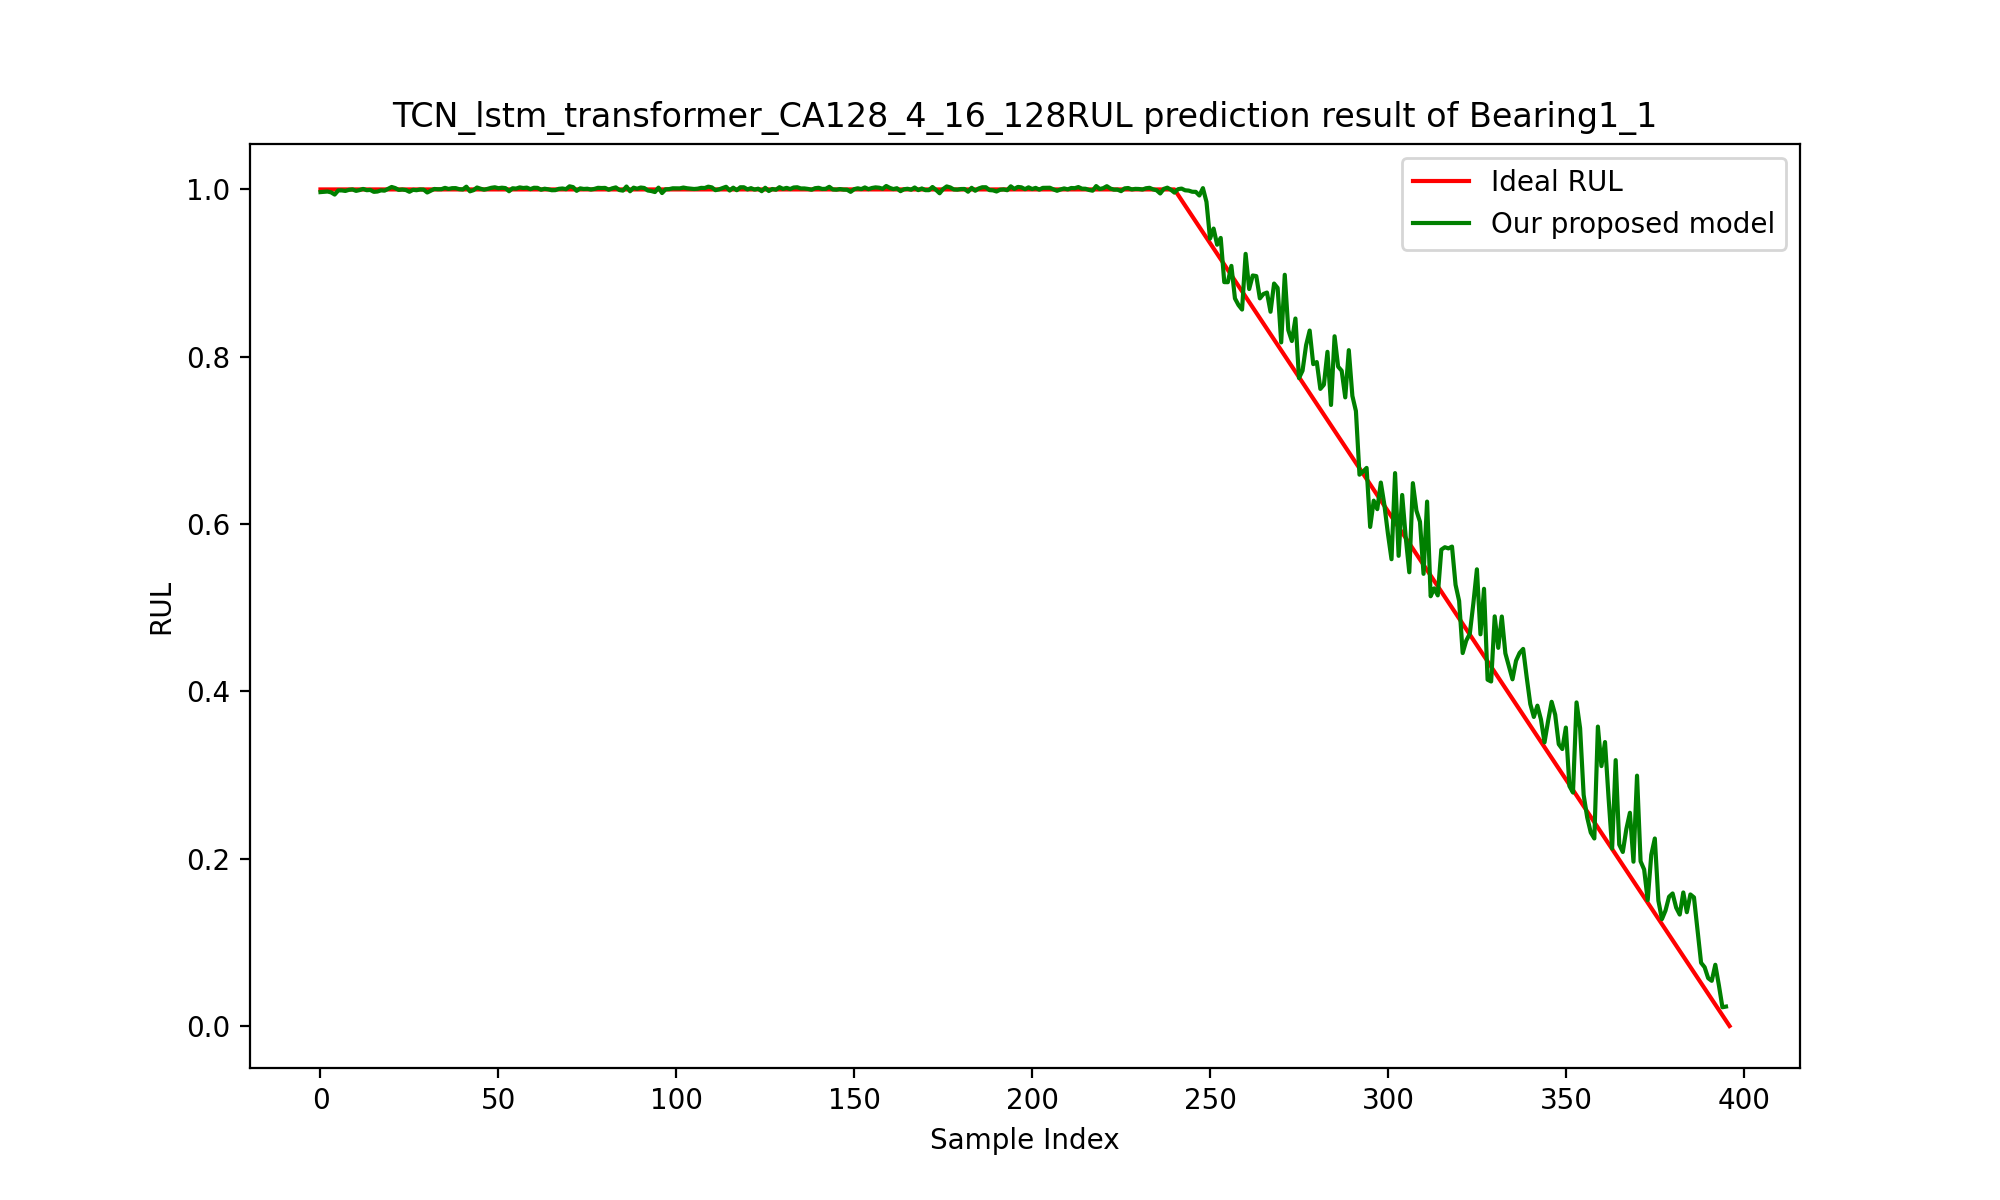 TCN_lstm_transformer_CA128_4_16_128RUL prediction result of Bearing1_1
Ideal RUL
Our proposed model
RUL
1.0
0.8
0.6
0.4
0.2
0.0
0 50 100 150 200 250 300 350 400
Sample Index